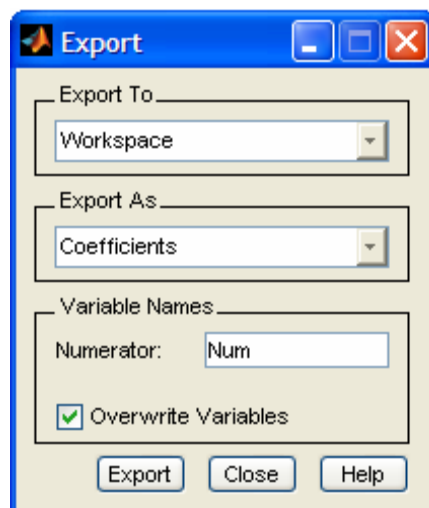 Export
Export To
Workspace
Export As
Coefficients
Variable Names
Numerator: Num
Overwrite Variables
Export Close Help